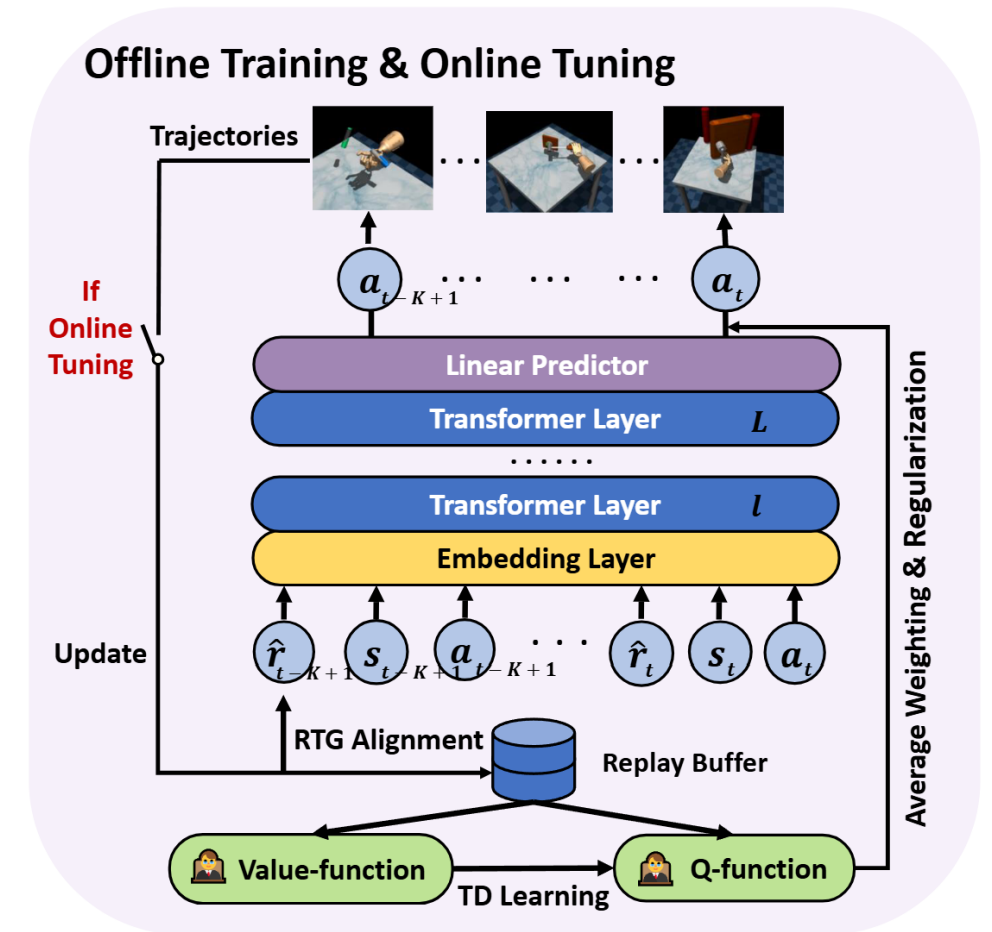 Offline Training & Online Tuning
Trajectories
. . .
. . .
a t−K+1
. . .
. . .
. . .
a t
If
Online
Tuning
Linear Predictor
Transformer Layer L
......
Transformer Layer l
Embedding Layer
Update
r̂ t−K+1
s t−K+1
a t−K+1
. . .
r̂ t
s t
a t
RTG Alignment
Replay Buffer
Average Weighting & Regularization
Value-function
TD Learning
Q-function